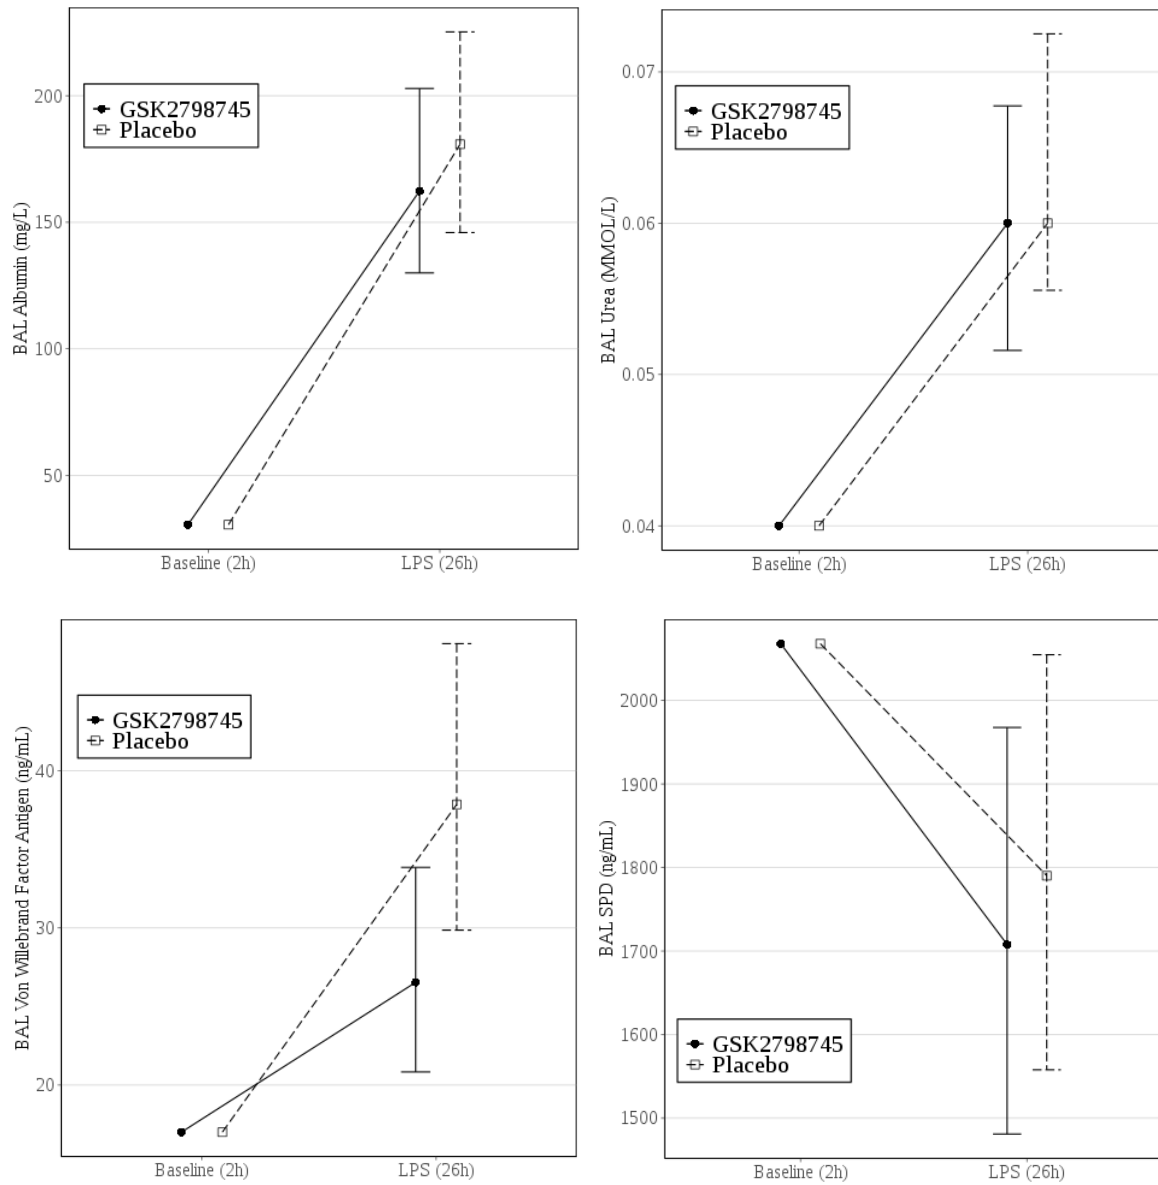 BAL Albumin (mg/L)
200
150
100
50
GSK2798745
Placebo
Baseline (2h) LPS (26h)
BAL Urea (MMOL/L)
0.07
0.06
0.05
0.04
GSK2798745
Placebo
Baseline (2h) LPS (26h)
BAL Von Willebrand Factor Antigen (ng/mL)
40
30
20
GSK2798745
Placebo
Baseline (2h) LPS (26h)
BAL SPD (ng/mL)
2000
1900
1800
1700
1600
1500
GSK2798745
Placebo
Baseline (2h) LPS (26h)